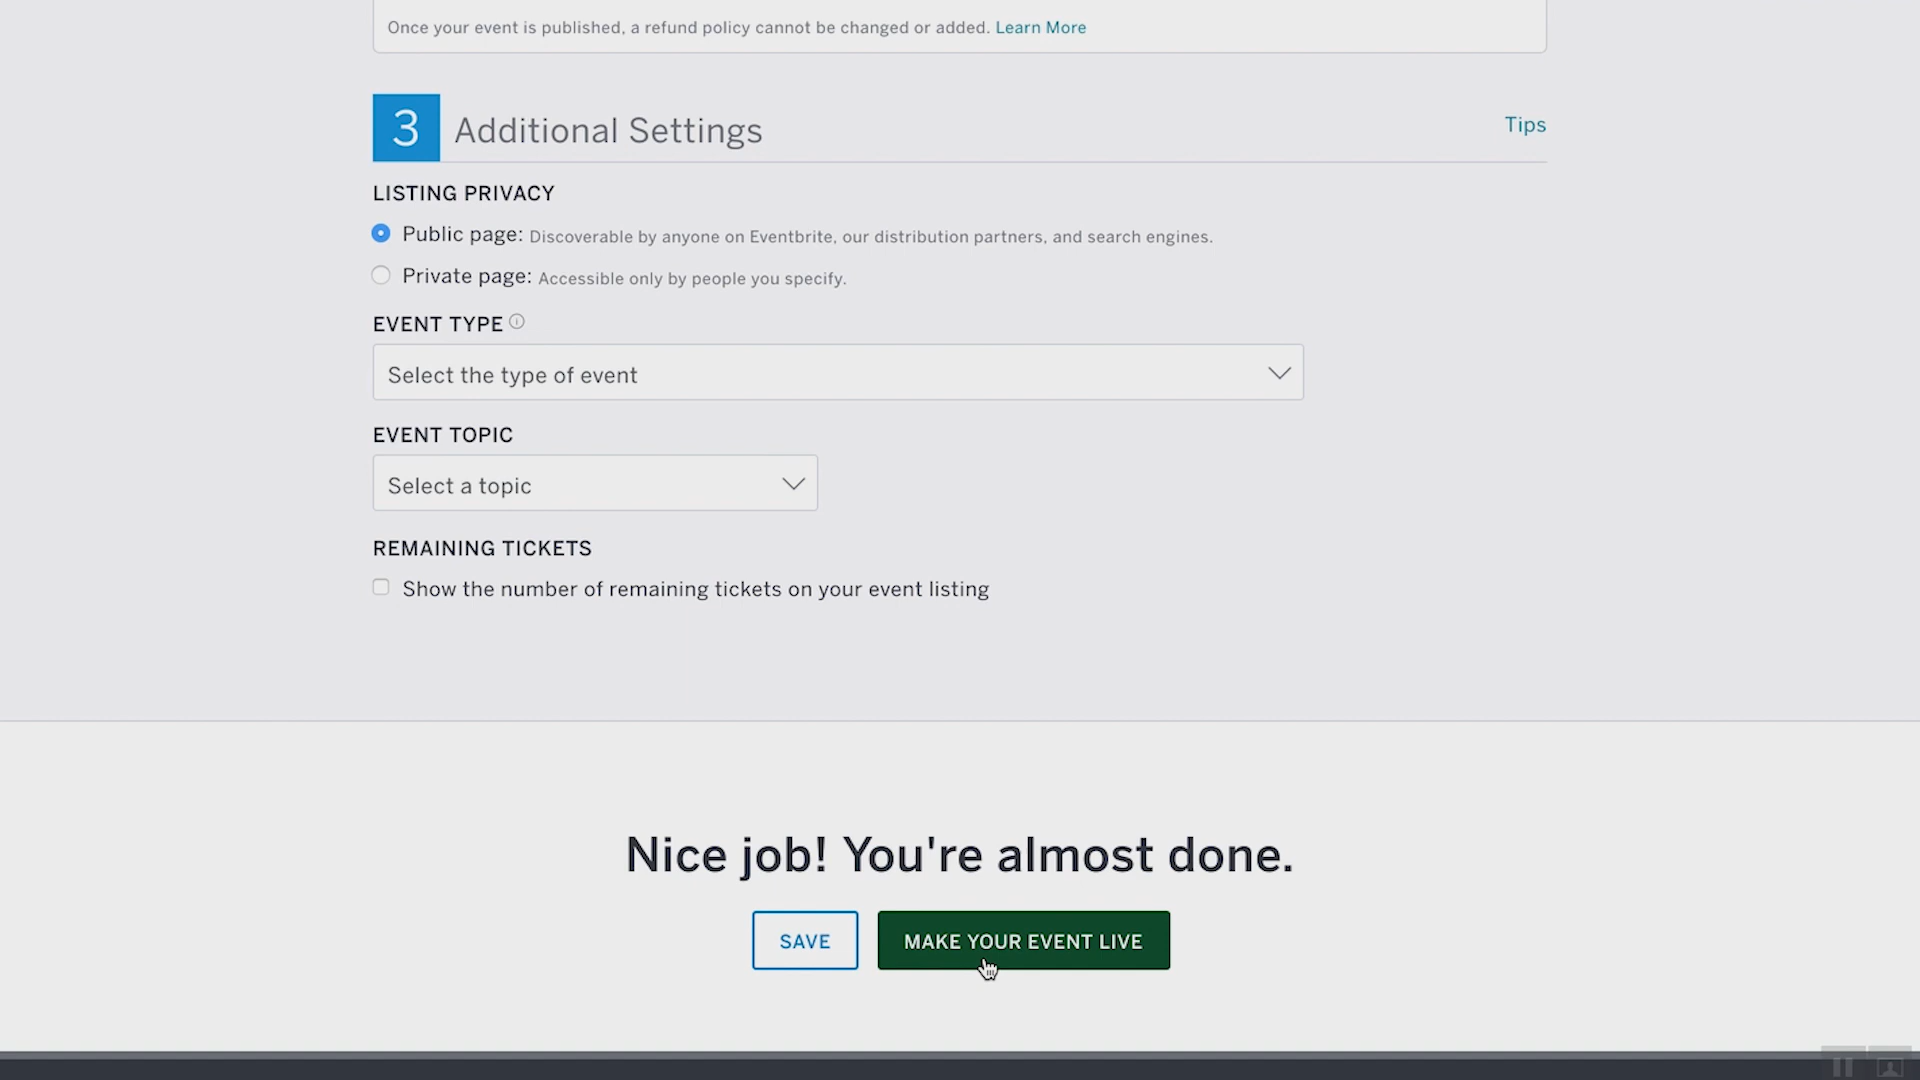 Once your event is published, a refund policy cannot be changed or added. Learn More
3 Additional Settings
Tips
LISTING PRIVACY
Public page: Discoverable by anyone on Eventbrite, our distribution partners, and search engines.
Private page: Accessible only by people you specify.
EVENT TYPE
Select the type of event
EVENT TOPIC
Select a topic
REMAINING TICKETS
Show the number of remaining tickets on your event listing
Nice job! You're almost done.
SAVE
MAKE YOUR EVENT LIVE